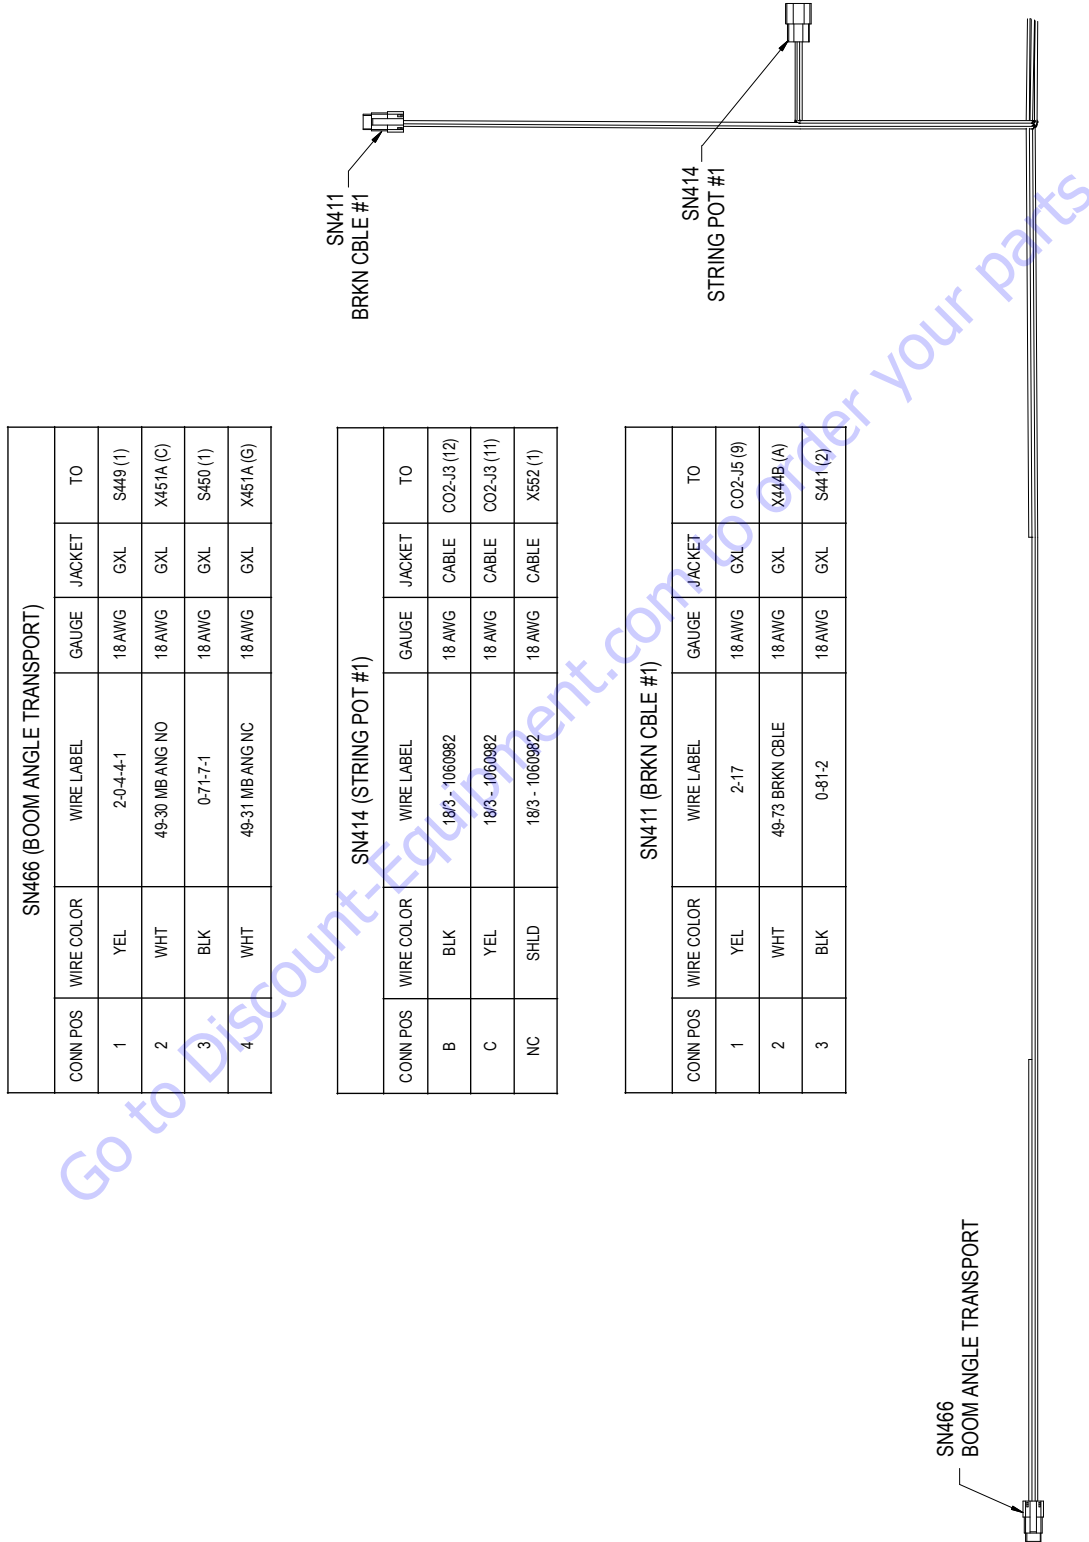 SN466 (BOOM ANGLE TRANSPORT)
CONN POS WIRE COLOR WIRE LABEL GAUGE JACKET TO
1 YEL 2-0-4-4-1 18 AWG GXL S449 (1)
2 WHT 49-30 MB ANG NO 18 AWG GXL X451A (C)
3 BLK 0-71-7-1 18 AWG GXL S450 (1)
4 WHT 49-31 MB ANG NC 18 AWG GXL X451A (G)
SN414 (STRING POT #1)
CONN POS WIRE COLOR WIRE LABEL GAUGE JACKET TO
B BLK 18/3 - 1060982 18 AWG CABLE CO2-J3 (12)
C YEL 18/3 - 1060982 18 AWG CABLE CO2-J3 (11)
NC SHLD 18/3 - 1060982 18 AWG CABLE X552 (1)
SN411 (BRKN CBLE #1)
CONN POS WIRE COLOR WIRE LABEL GAUGE JACKET TO
1 YEL 2-17 18 AWG GXL CO2-J5 (9)
2 WHT 49-73 BRKN CBLE 18 AWG GXL X444B (A)
3 BLK 0-81-2 18 AWG GXL S441 (2)
SN411
BRKN CBLE #1
SN414
STRING POT #1
SN466
BOOM ANGLE TRANSPORT
Go to Discount-Equipment.com to order your parts